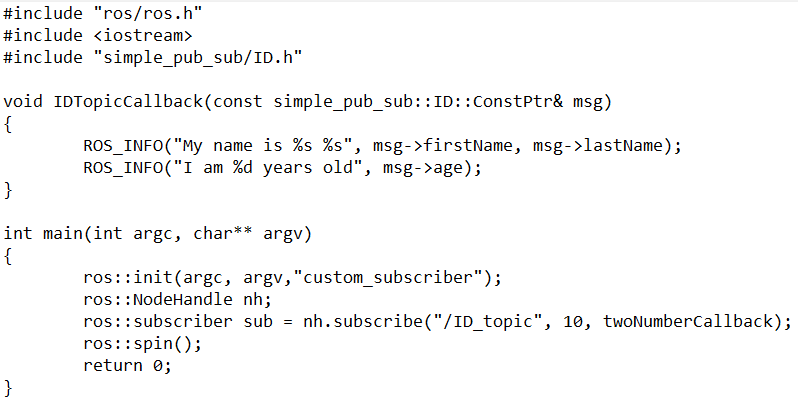 #include "ros/ros.h"
#include <iostream>
#include "simple_pub_sub/ID.h"

void IDTopicCallback(const simple_pub_sub::ID::ConstPtr& msg)
{
        ROS_INFO("My name is %s %s", msg->firstName, msg->lastName);
        ROS_INFO("I am %d years old", msg->age);
}

int main(int argc, char** argv)
{
        ros::init(argc, argv,"custom_subscriber");
        ros::NodeHandle nh;
        ros::subscriber sub = nh.subscribe("/ID_topic", 10, twoNumberCallback);
        ros::spin();
        return 0;
}